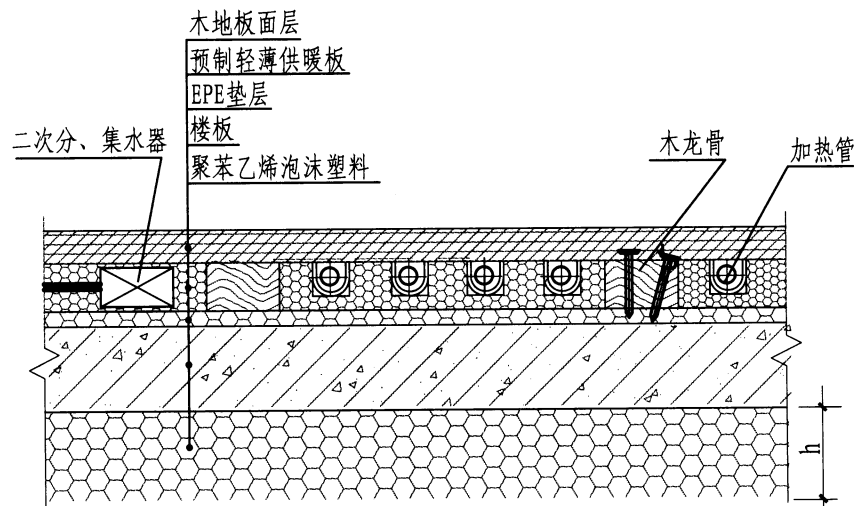 木地板面层
预制轻薄供暖板
EPE垫层
楼板
聚苯乙烯泡沫塑料
二次分、集水器
木龙骨
加热管
h